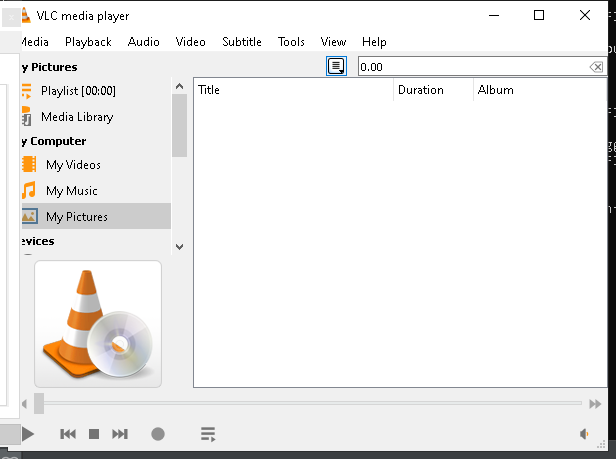 VLC media player
Media Playback Audio Video Subtitle Tools View Help
y Pictures
0.00
Playlist [00:00]
Title Duration Album
Media Library
y Computer
My Videos
My Music
My Pictures
evices